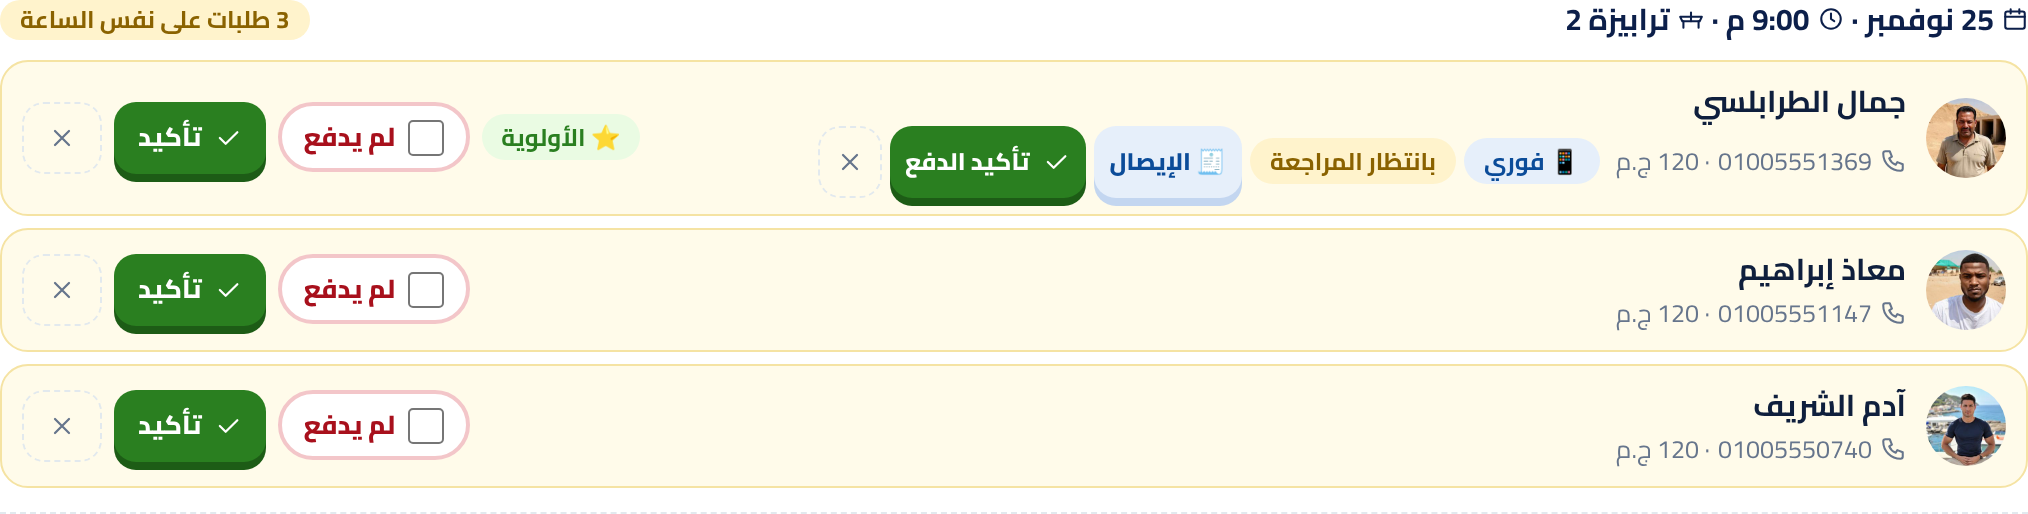 25 نوفمبر · 9:00 م · ترابيزة 2
3 طلبات على نفس الساعة
جمال الطرابلسي
01005551369 · 120 ج.م
📱 فوري
بانتظار المراجعة
🧾 الإيصال
✓ تأكيد الدفع
⭐ الأولوية
لم يدفع
✓ تأكيد
معاذ إبراهيم
01005551147 · 120 ج.م
لم يدفع
✓ تأكيد
آدم الشريف
01005550740 · 120 ج.م
لم يدفع
✓ تأكيد